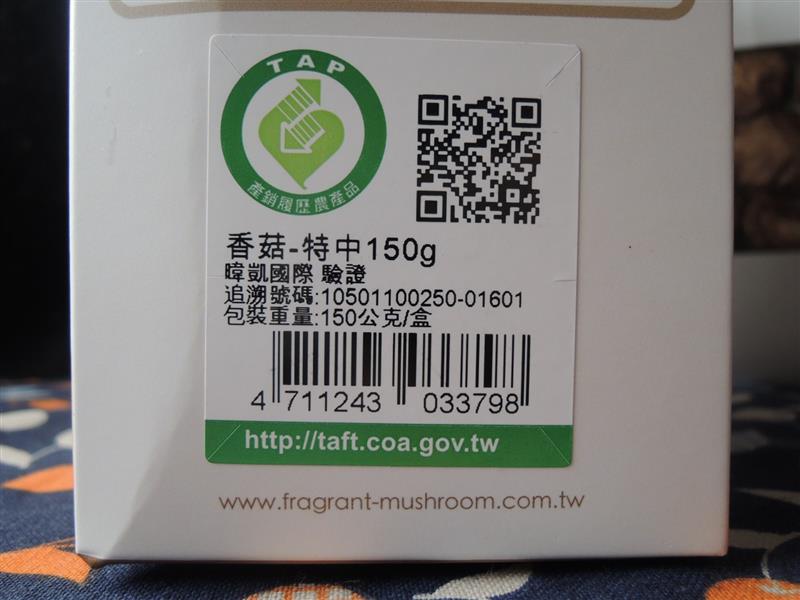 TAP
產銷履歷農產品
香菇-特中150g
暐凱國際 驗證
追溯號碼:10501100250-01601
包裝重量:150公克/盒
4 711243 033798
http://taft.coa.gov.tw
www.fragrant-mushroom.com.tw